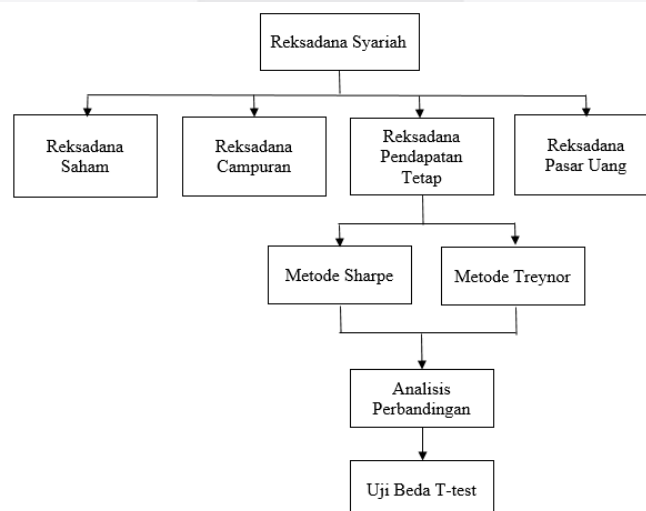 Reksadana Syariah
Reksadana
Saham
Reksadana
Campuran
Reksadana
Pendapatan
Tetap
Reksadana
Pasar Uang
Metode Sharpe
Metode Treynor
Analisis
Perbandingan
Uji Beda T-test